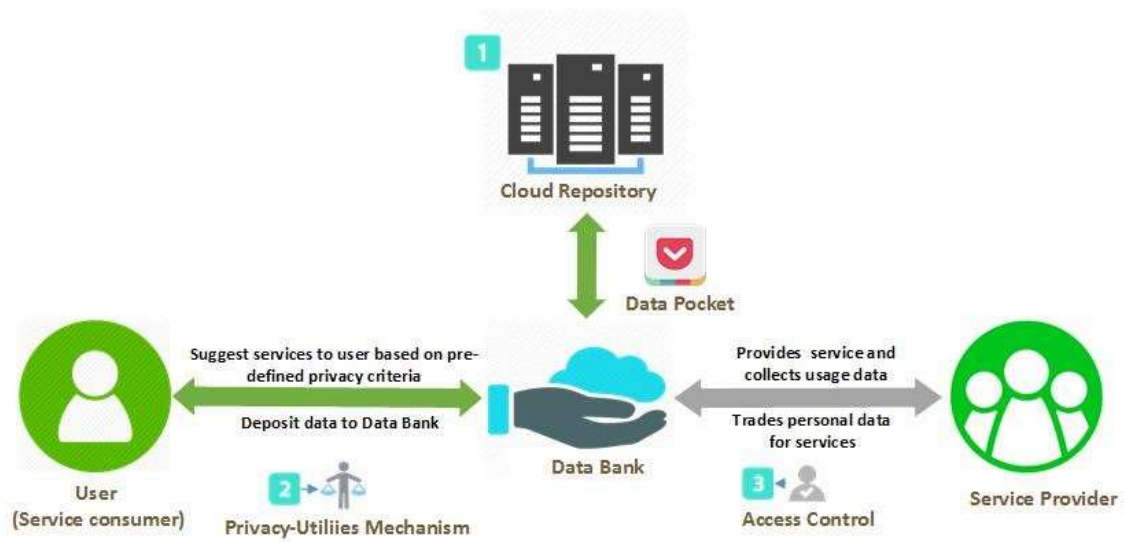 1
Cloud Repository
Data Pocket
Suggest services to user based on pre-
defined privacy criteria
Deposit data to Data Bank
Provides service and
collects usage data
Trades personal data
for services
Data Bank
User
(Service consumer)
2
Privacy-Utiliies Mechanism
3
Access Control
Service Provider